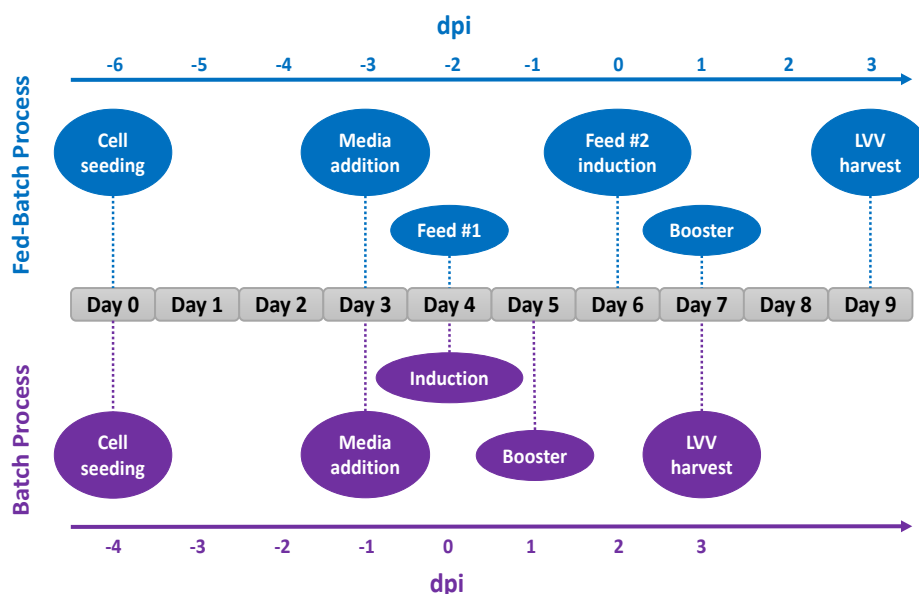 dpi
-6 -5 -4 -3 -2 -1 0 1 2 3
Fed-Batch Process
Cell
seeding
Media
addition
Feed #2
induction
LVV
harvest
Feed #1
Booster
Day 0 Day 1 Day 2 Day 3 Day 4 Day 5 Day 6 Day 7 Day 8 Day 9
Batch Process
Induction
Cell
seeding
Media
addition
Booster
LVV
harvest
-4 -3 -2 -1 0 1 2 3
dpi